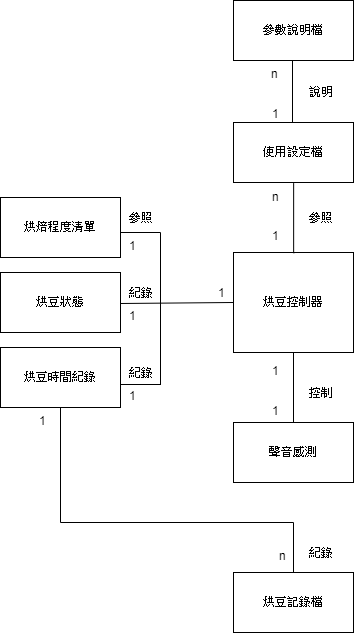 參數說明檔
n
說明
1
使用設定檔
n
參照
1
烘焙程度清單
參照
1
烘豆狀態
紀錄
1
1
烘豆控制器
烘豆時間紀錄
紀錄
1
1
控制
1
1
聲音感測
n
紀錄
烘豆記錄檔